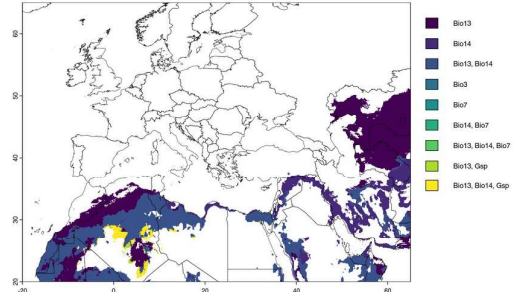 60
50
40
30
20
-20
0
20
40
60
Bio13
Bio14
Bio13, Bio14
Bio3
Bio7
Bio14, Bio7
Bio13, Bio14, Bio7
Bio13, Gsp
Bio13, Bio14, Gsp